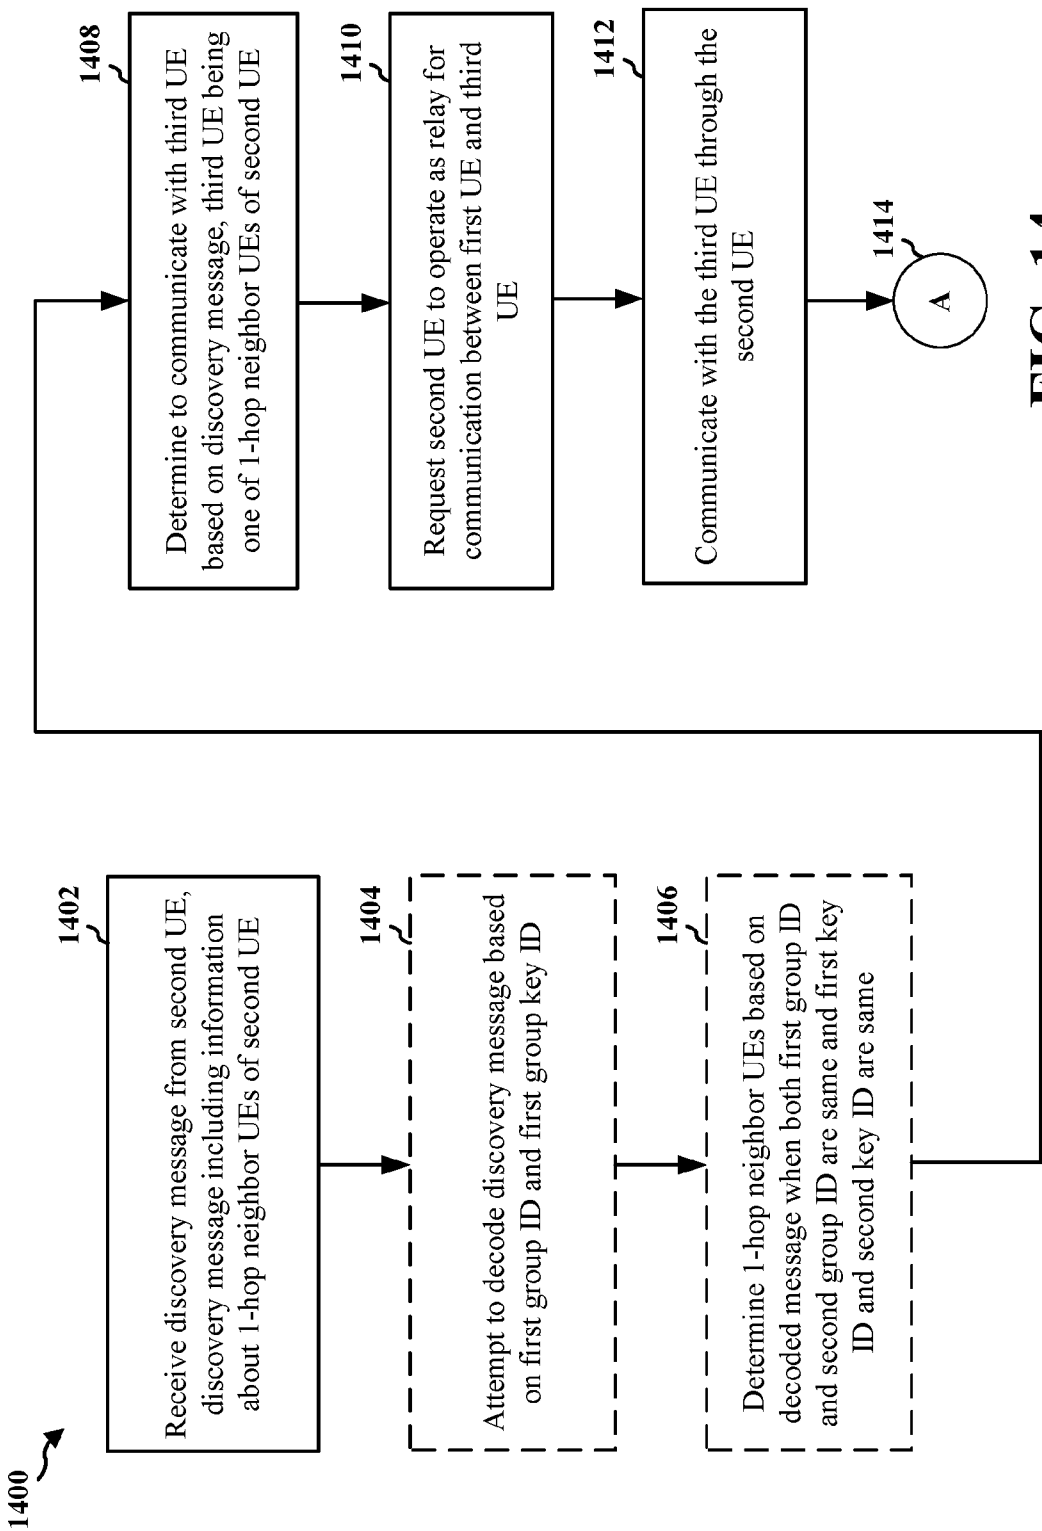 1400
1402
Receive discovery message from second UE,
discovery message including information
about 1-hop neighbor UEs of second UE
1404
Attempt to decode discovery message based
on first group ID and first group key ID
1406
Determine 1-hop neighbor UEs based on
decoded message when both first group ID
and second group ID are same and first key
ID and second key ID are same
1408
Determine to communicate with third UE
based on discovery message, third UE being
one of 1-hop neighbor UEs of second UE
1410
Request second UE to operate as relay for
communication between first UE and third
UE
1412
Communicate with the third UE through the
second UE
1414
A
FIG. 14